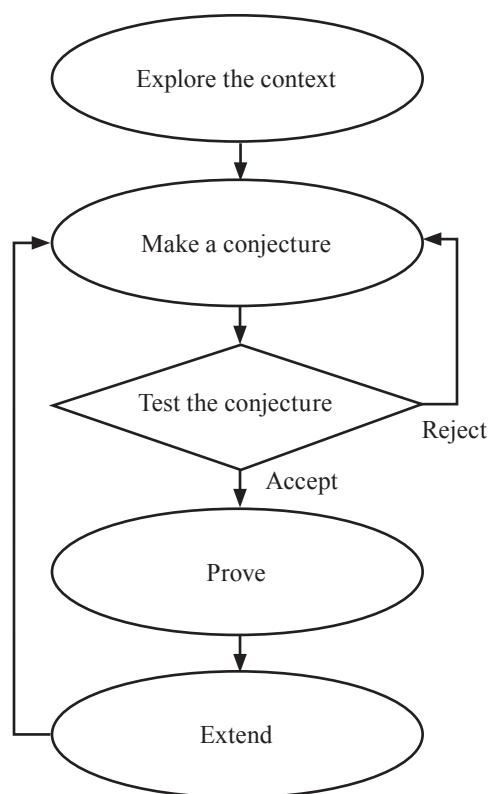 Explore the context
Make a conjecture
Test the conjecture
Reject
Accept
Prove
Extend